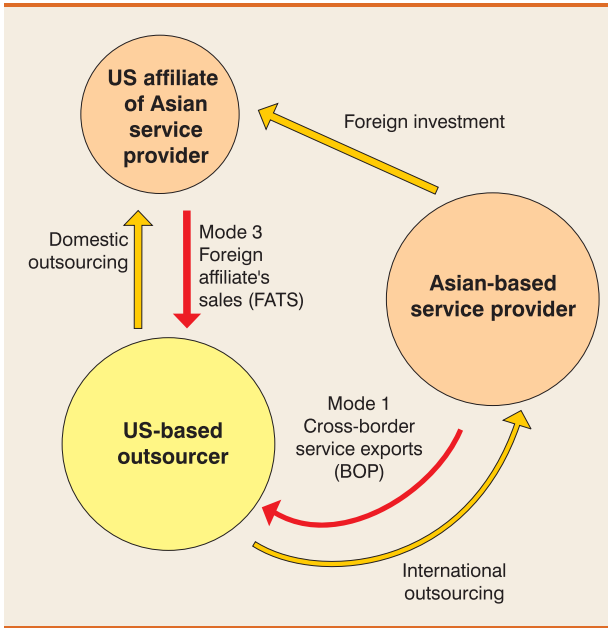 US affiliate
of Asian
service
provider
Foreign investment
Domestic
outsourcing
Mode 3
Foreign
affiliate's
sales (FATS)
Asian-based
service provider
US-based
outsourcer
Mode 1
Cross-border
service exports
(BOP)
International
outsourcing